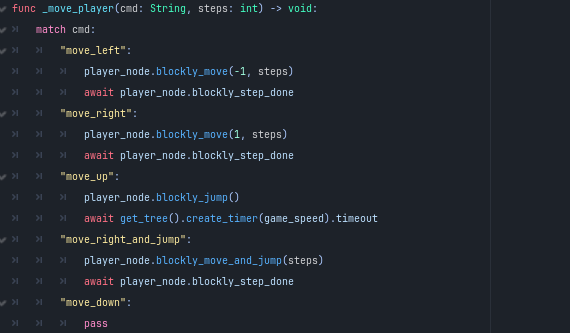 func _move_player(cmd: String, steps: int) -> void:
match cmd:
"move_left":
player_node.blockly_move(-1, steps)
await player_node.blockly_step_done
"move_right":
player_node.blockly_move(1, steps)
await player_node.blockly_step_done
"move_up":
player_node.blockly_jump()
await get_tree().create_timer(game_speed).timeout
"move_right_and_jump":
player_node.blockly_move_and_jump(steps)
await player_node.blockly_step_done
"move_down":
pass